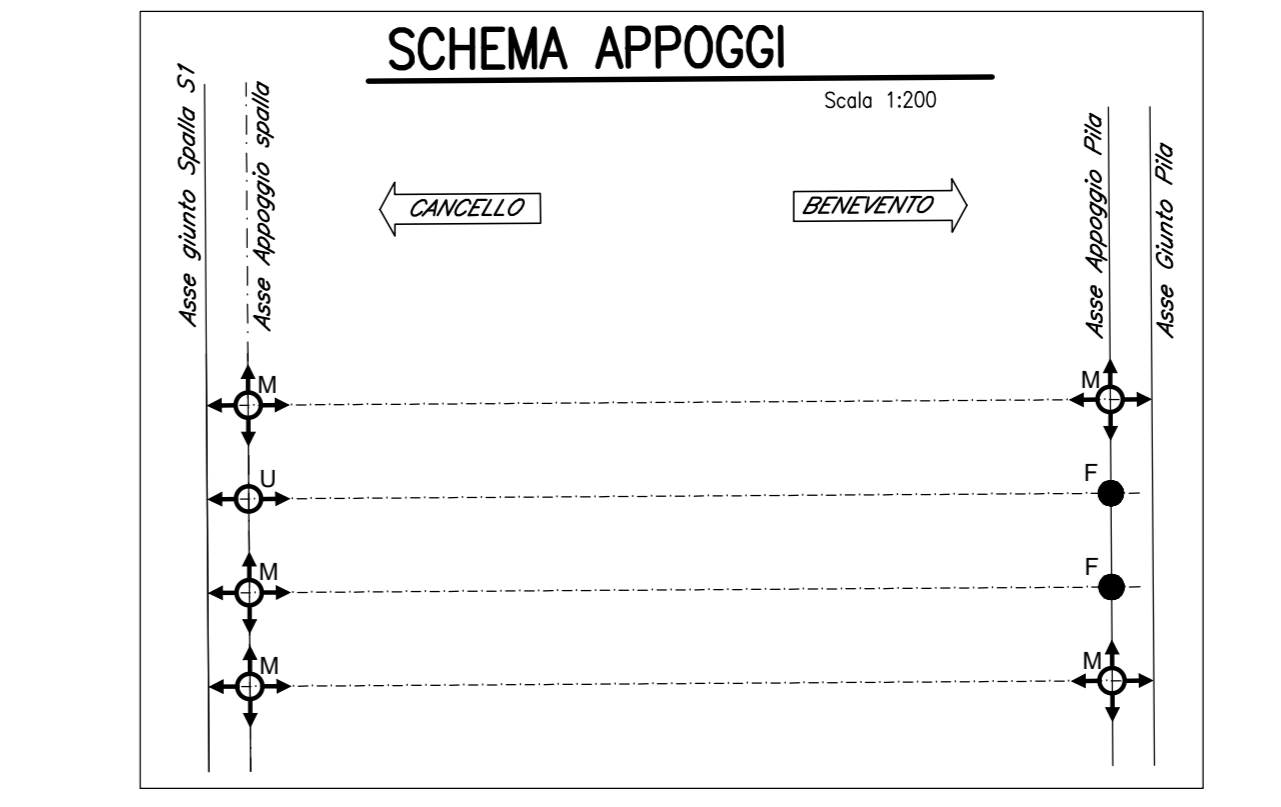 SCHEMA APPOGGI
Scala 1:200
Asse giunto Spalla S1
Asse Appoggio spalla
CANCELLO
BENEVENTO
Asse Appoggio Pila
Asse Giunto Pila
M
M
U
F
M
F
M
M